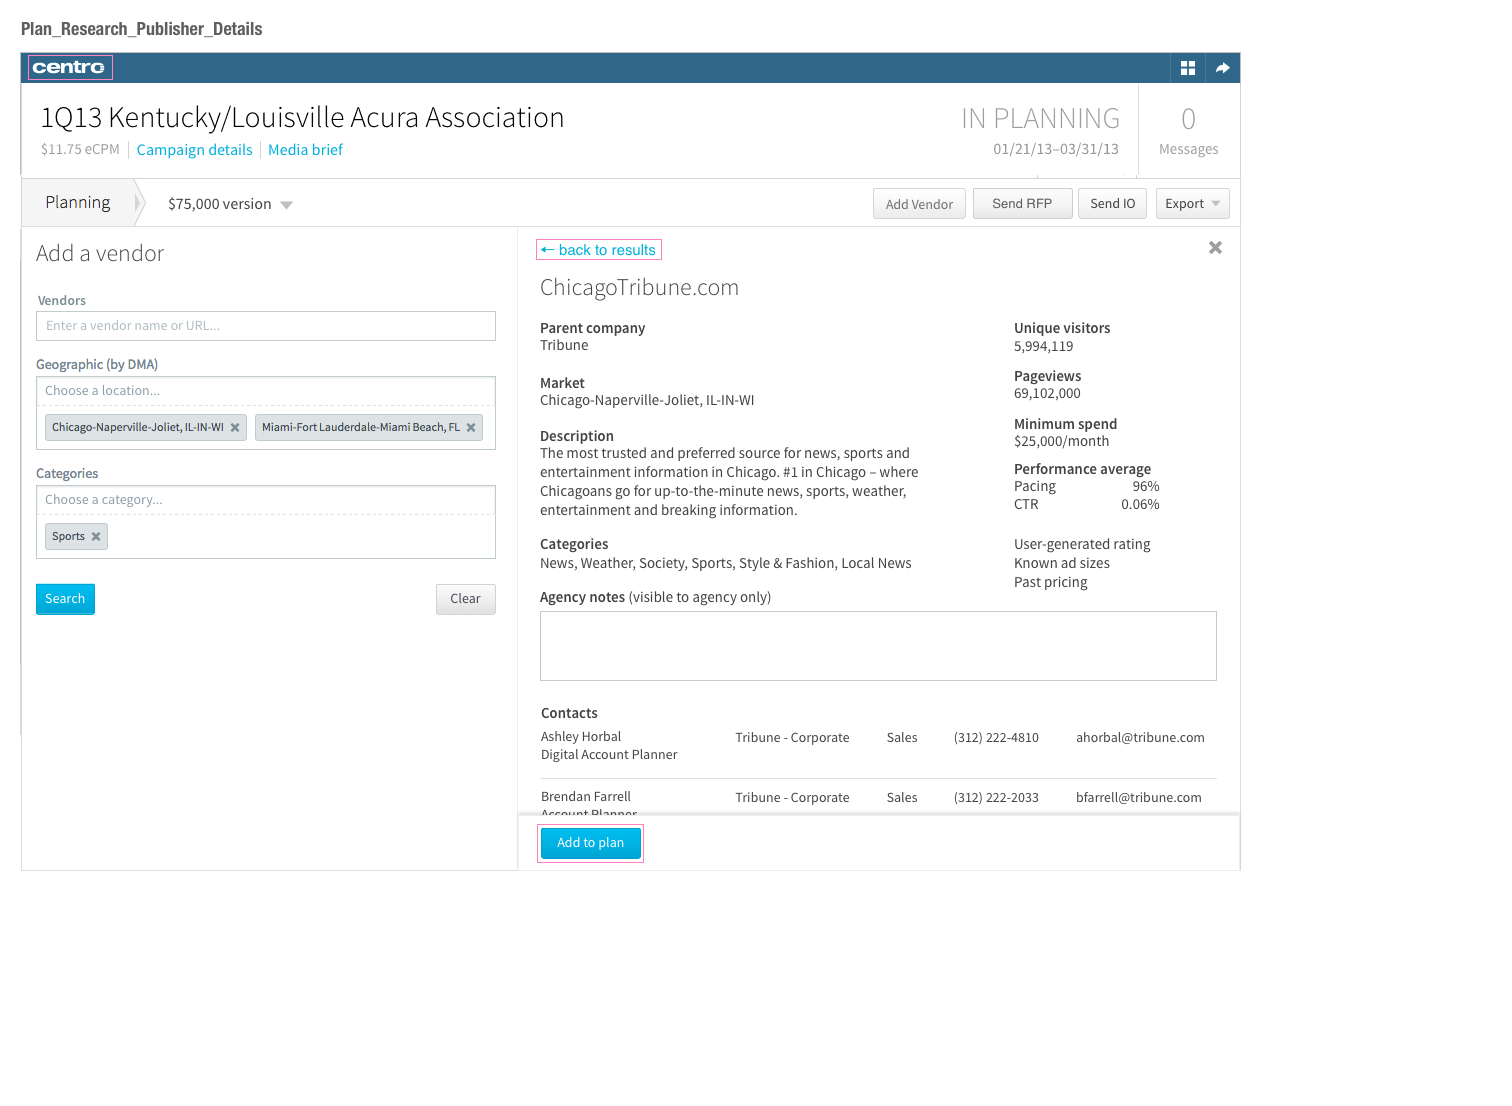 Plan_Research_Publisher_Details
centro
1Q13 Kentucky/Louisville Acura Association
IN PLANNING
0
$11.75 eCPM
Campaign details
Media brief
01/21/13–03/31/13
Messages
Planning
$75,000 version
Add Vendor
Send RFP
Send IO
Export
Add a vendor
Vendors
Enter a vendor name or URL...
Geographic (by DMA)
Choose a location...
Chicago-Naperville-Joliet, IL-IN-WI
Miami-Fort Lauderdale-Miami Beach, FL
Categories
Choose a category...
Sports
Search
Clear
← back to results
ChicagoTribune.com
Parent company
Tribune
Market
Chicago-Naperville-Joliet, IL-IN-WI
Description
The most trusted and preferred source for news, sports and
entertainment information in Chicago. #1 in Chicago – where
Chicagoans go for up-to-the-minute news, sports, weather,
entertainment and breaking information.
Categories
News, Weather, Society, Sports, Style & Fashion, Local News
Unique visitors
5,994,119
Pageviews
69,102,000
Minimum spend
$25,000/month
Performance average
Pacing 96%
CTR 0.06%
User-generated rating
Known ad sizes
Past pricing
Agency notes (visible to agency only)
Contacts
Ashley Horbal
Digital Account Planner
Tribune - Corporate
Sales
(312) 222-4810
ahorbal@tribune.com
Brendan Farrell
Account Planner
Tribune - Corporate
Sales
(312) 222-2033
bfarrell@tribune.com
Add to plan